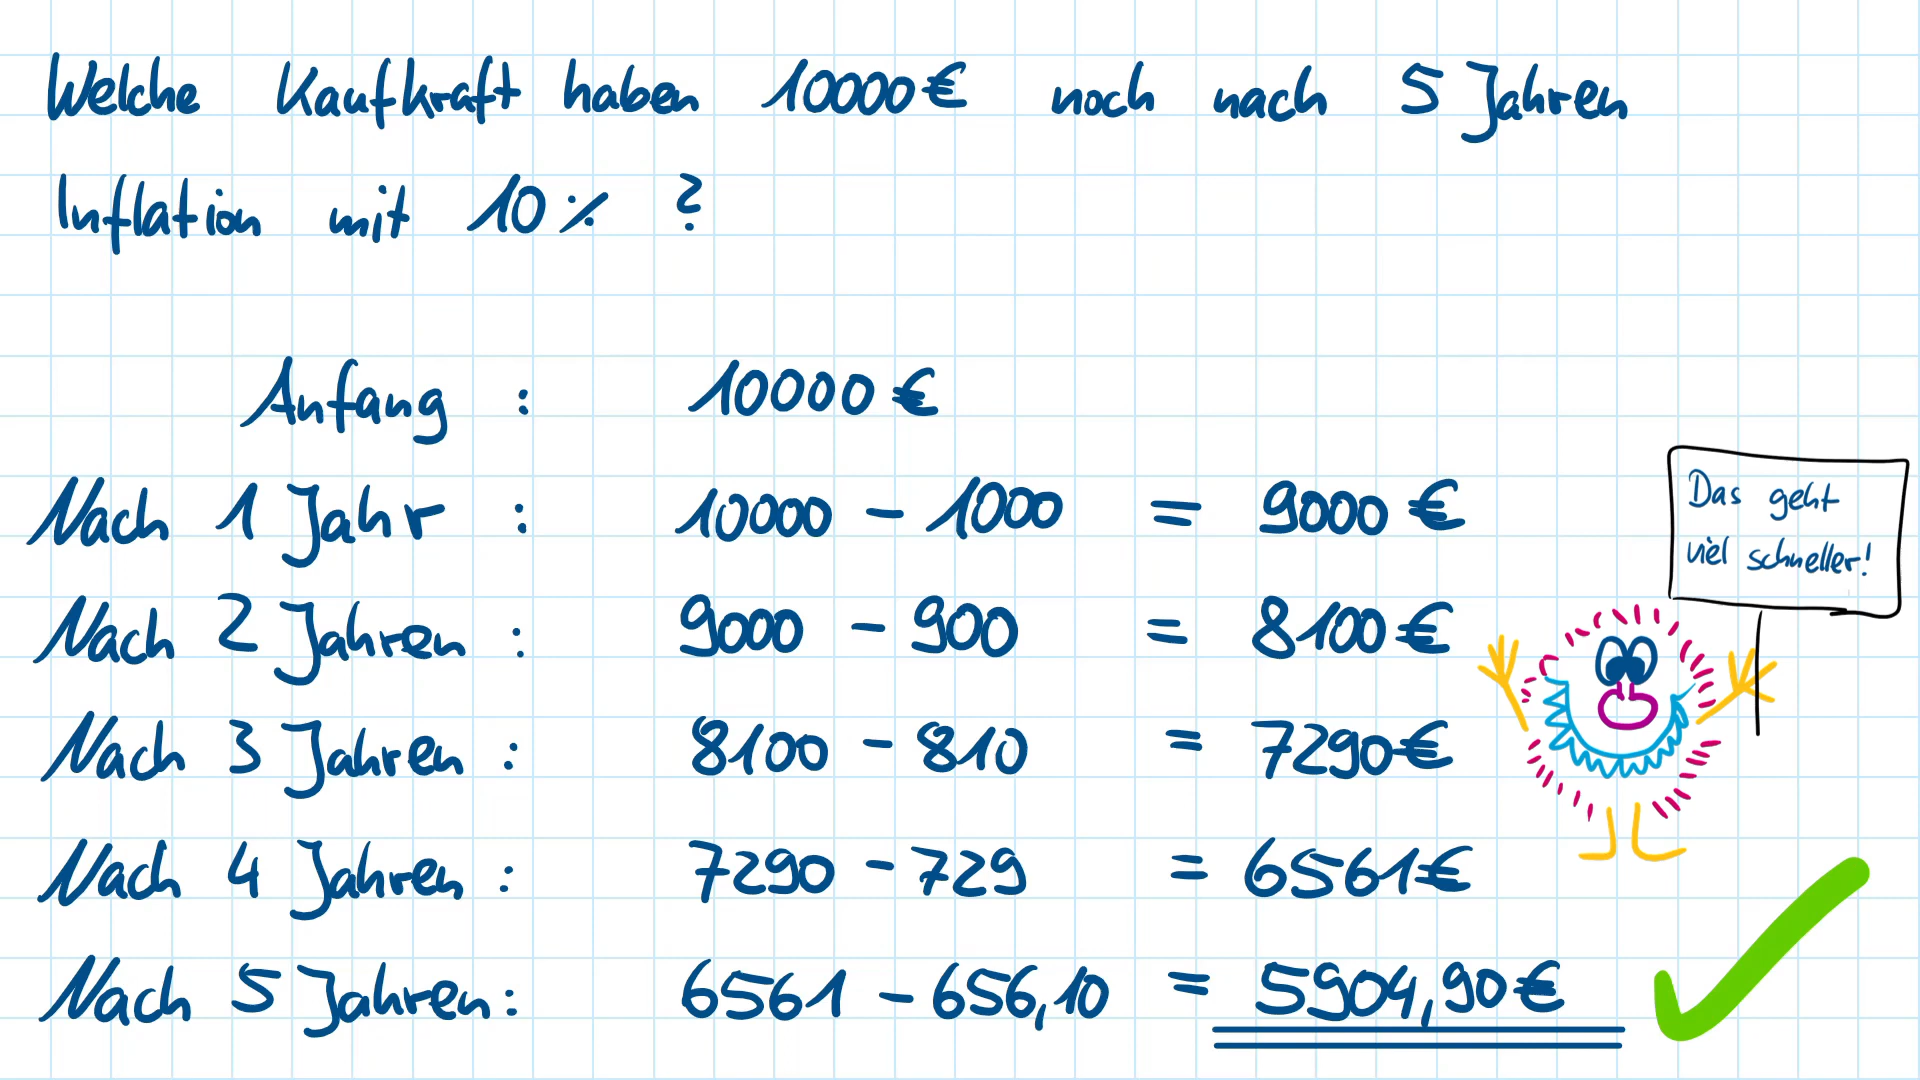 Welche Kaufkraft haben 10000€ noch nach 5 Jahren
Inflation mit 10% ?
Anfang : 10000€
Nach 1 Jahr : 10000 - 1000 = 9000 €
Nach 2 Jahren : 9000 - 900 = 8100€
Nach 3 Jahren : 8100 - 810 = 7290€
Nach 4 Jahren : 7290 - 729 = 6561€
Nach 5 Jahren : 6561 - 656,10 = 5904,90€
Das geht
viel schneller!